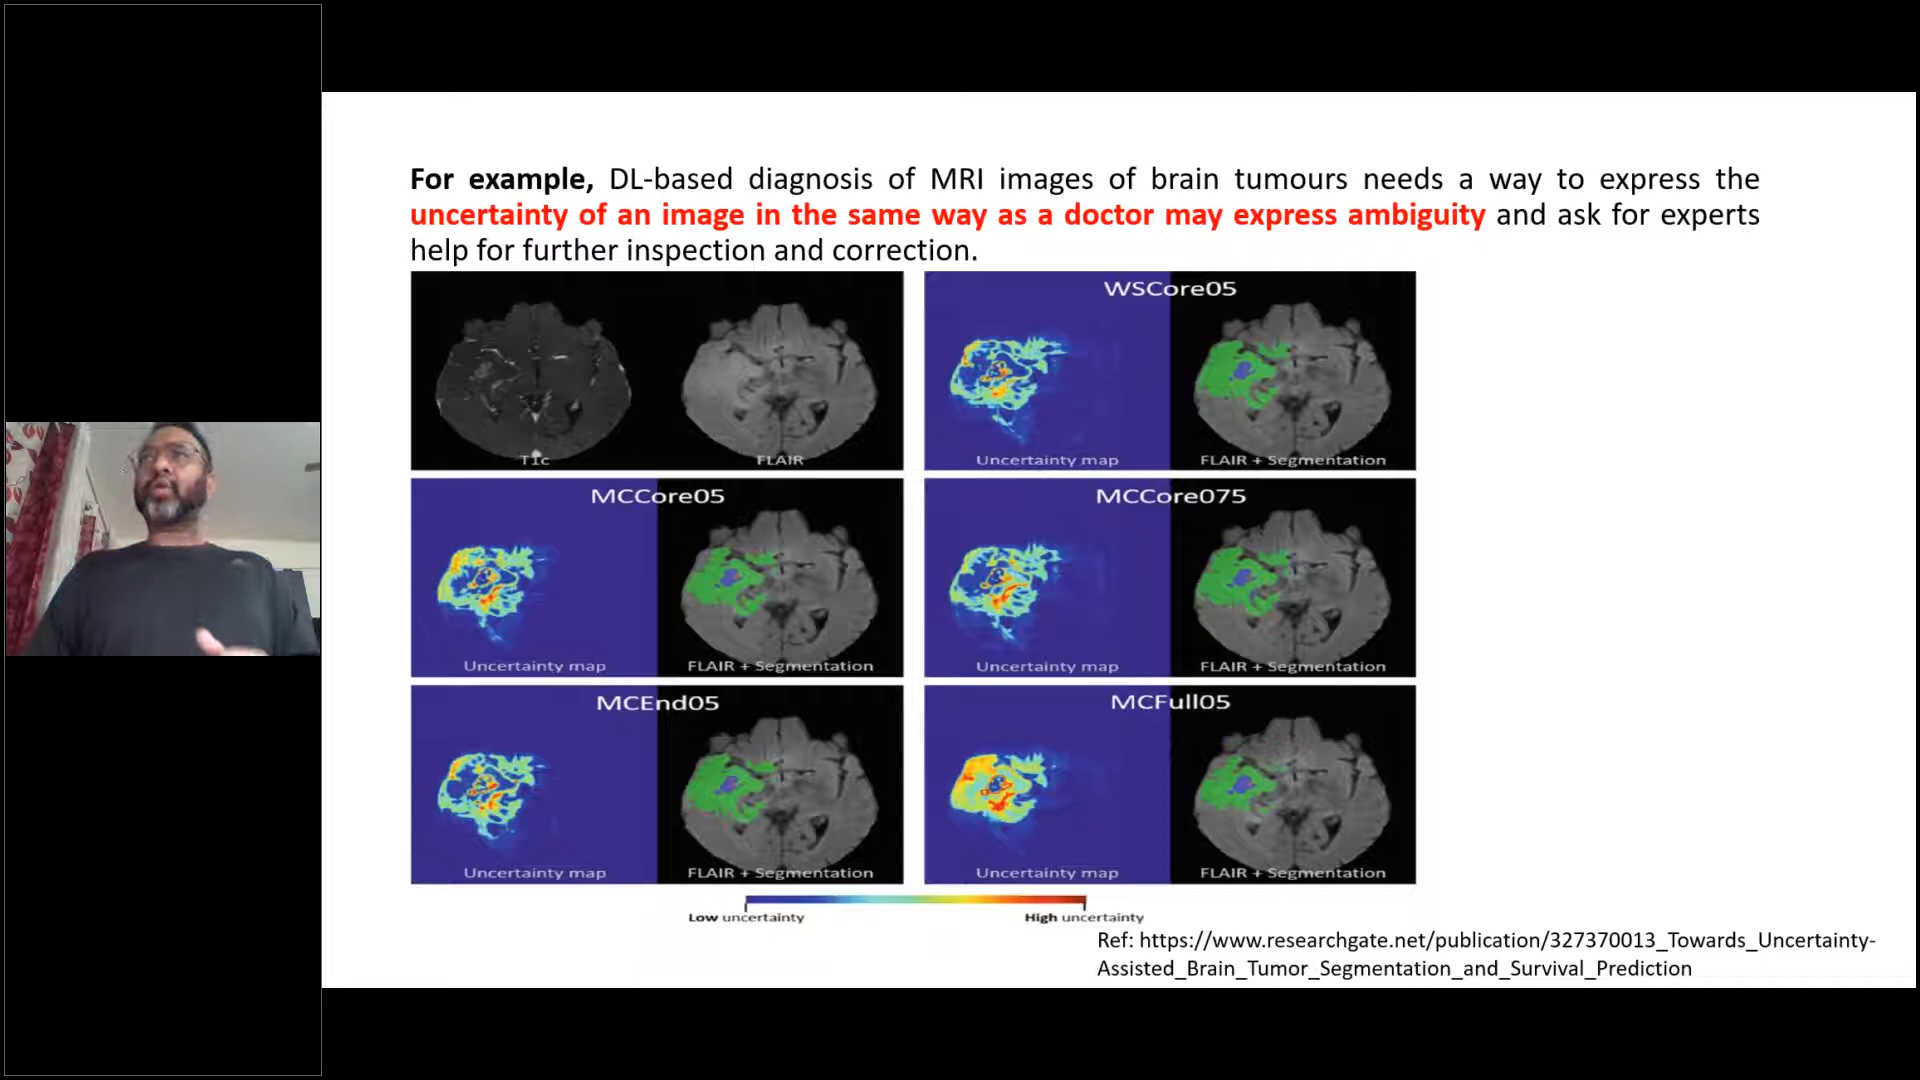 For example, DL-based diagnosis of MRI images of brain tumours needs a way to express the
uncertainty of an image in the same way as a doctor may express ambiguity and ask for experts
help for further inspection and correction.
T1c
FLAIR
WSCore05
Uncertainty map
FLAIR + Segmentation
MCCore05
Uncertainty map
FLAIR + Segmentation
MCCore075
Uncertainty map
FLAIR + Segmentation
MCEnd05
Uncertainty map
FLAIR + Segmentation
MCFull05
Uncertainty map
FLAIR + Segmentation
Low uncertainty
High uncertainty
Ref: https://www.researchgate.net/publication/327370013_Towards_Uncertainty-
Assisted_Brain_Tumor_Segmentation_and_Survival_Prediction